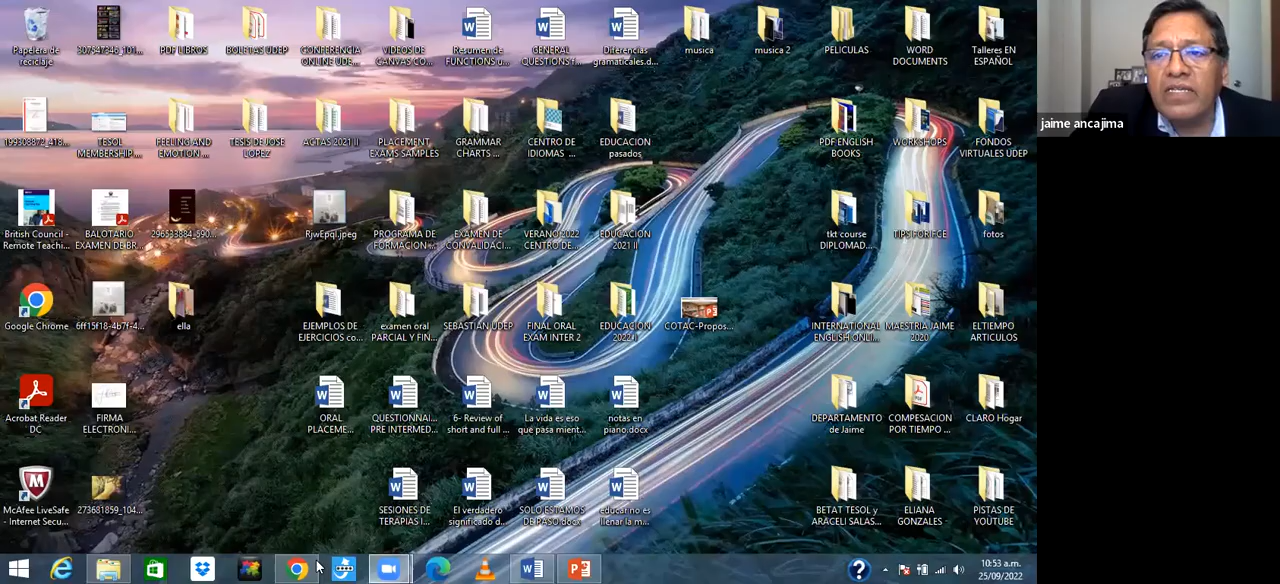 Papelera de reciclaje
307547346_101...
PDF LIBROS
BOLETAS UDEP
CONFERENCIA ONLINE UDE...
VIDEOS DE CANVAS CO...
Resumen de FUNCTIONS u...
GENERAL QUESTIONS f...
Diferencias gramaticales.d...
musica
musica 2
PELICULAS
WORD DOCUMENTS
Talleres EN ESPAÑOL
jaime ancajima
199308872_418...
TESOL MEMBERSHIP ...
FEELING AND EMOTION ...
TESIS DE JOSE LOPEZ
ACTAS 2021 II
PLACEMENT EXAMS SAMPLES
GRAMMAR CHARTS ...
CENTRO DE IDIOMAS ...
EDUCACION pasados
PDF ENGLISH BOOKS
WORKSHOPS
FONDOS VIRTUALES UDEP
British Council - Remote Teachi...
BALOTARIO EXAMEN DE BR...
296533884_590...
RjwEpqI.jpeg
PROGRAMA DE FORMACION ...
EXAMEN DE CONVALIDACI...
VERANO 2022 CENTRO DE...
EDUCACION 2021 II
tkt course DIPLOMAD...
TIPS FOR FCE
fotos
Google Chrome
6ff15f18-4b7f-4...
ella
EJEMPLOS DE EJERCICIOS co...
examen oral PARCIAL Y FIN...
SEBASTIAN UDEP
FINAL ORAL EXAM INTER 2
EDUCACION 2022 I
COTAC-Propos...
INTERNATIONAL ENGLISH ONLI...
MAESTRIA JAIME 2020
ELTIEMPO ARTICULOS
Acrobat Reader DC
FIRMA ELECTRONI...
ORAL PLACEME...
QUESTIONNAI... PRE INTERMED...
6- Review of short and full ...
La vida es eso que pasa mient...
notas en piano.docx
DEPARTAMENTO de Jaime
COMPESACION POR TIEMPO ...
CLARO Hogar
McAfee LiveSafe - Internet Secu...
273681859_104...
SESIONES DE TERAPIAS I...
El verdadero significado d...
SOLO ESTAMOS DE PASO.docx
educar no es llenar la m...
BETAT TESOL y ARACELI SALAS...
ELIANA GONZALES
PISTAS DE YOUTUBE
10:53 a.m.
25/09/2022